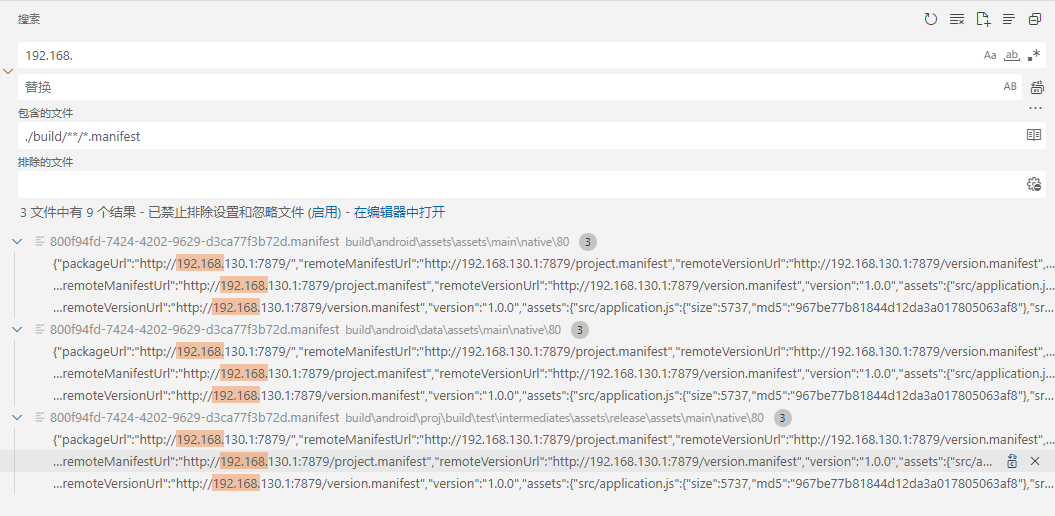 搜索
192.168.
Aa ab .*
替换
AB
包含的文件
...
./build/**/*.manifest
排除的文件
3 文件中有 9 个结果 - 已禁止排除设置和忽略文件 (启用) - 在编辑器中打开
800f94fd-7424-4202-9629-d3ca77f3b72d.manifest build\android\assets\assets\main\native\80 3
{"packageUrl":"http://192.168.130.1:7879/","remoteManifestUrl":"http://192.168.130.1:7879/project.manifest","remoteVersionUrl":"http://192.168.130.1:7879/version.manifest",...
...remoteManifestUrl":"http://192.168.130.1:7879/project.manifest","remoteVersionUrl":"http://192.168.130.1:7879/version.manifest","version":"1.0.0","assets":{"src/application.j...
...remoteVersionUrl":"http://192.168.130.1:7879/version.manifest","version":"1.0.0","assets":{"src/application.js":{"size":5737,"md5":"967be77b81844d12da3a017805063af8"},"sr...
800f94fd-7424-4202-9629-d3ca77f3b72d.manifest build\android\data\assets\main\native\80 3
{"packageUrl":"http://192.168.130.1:7879/","remoteManifestUrl":"http://192.168.130.1:7879/project.manifest","remoteVersionUrl":"http://192.168.130.1:7879/version.manifest",...
...remoteManifestUrl":"http://192.168.130.1:7879/project.manifest","remoteVersionUrl":"http://192.168.130.1:7879/version.manifest","version":"1.0.0","assets":{"src/application.j...
...remoteVersionUrl":"http://192.168.130.1:7879/version.manifest","version":"1.0.0","assets":{"src/application.js":{"size":5737,"md5":"967be77b81844d12da3a017805063af8"},"sr...
800f94fd-7424-4202-9629-d3ca77f3b72d.manifest build\android\proj\build\test\intermediates\assets\release\assets\main\native\80 3
{"packageUrl":"http://192.168.130.1:7879/","remoteManifestUrl":"http://192.168.130.1:7879/project.manifest","remoteVersionUrl":"http://192.168.130.1:7879/version.manifest",...
...remoteManifestUrl":"http://192.168.130.1:7879/project.manifest","remoteVersionUrl":"http://192.168.130.1:7879/version.manifest","version":"1.0.0","assets":{"src/a...
...remoteVersionUrl":"http://192.168.130.1:7879/version.manifest","version":"1.0.0","assets":{"src/application.js":{"size":5737,"md5":"967be77b81844d12da3a017805063af8"},"sr...